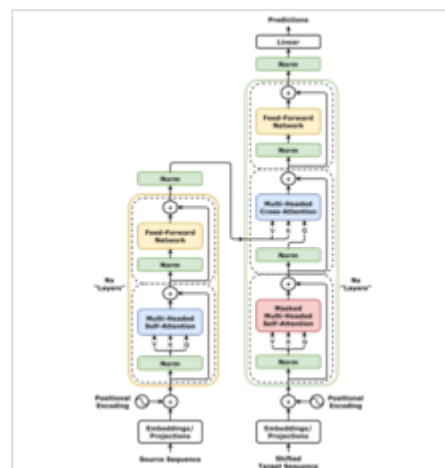 Predictions
Linear
Norm
Feed-Forward
Network
Norm
Multi-Headed
Cross-Attention
V K Q
Norm
Masked
Multi-Headed
Self-Attention
V K Q
Norm
Nx
"Layers"
Positional
Encoding
Embeddings/
Projections
Shifted
Target Sequence
Norm
Feed-Forward
Network
Norm
Multi-Headed
Self-Attention
V K Q
Norm
Nx
"Layers"
Positional
Encoding
Embeddings/
Projections
Source Sequence